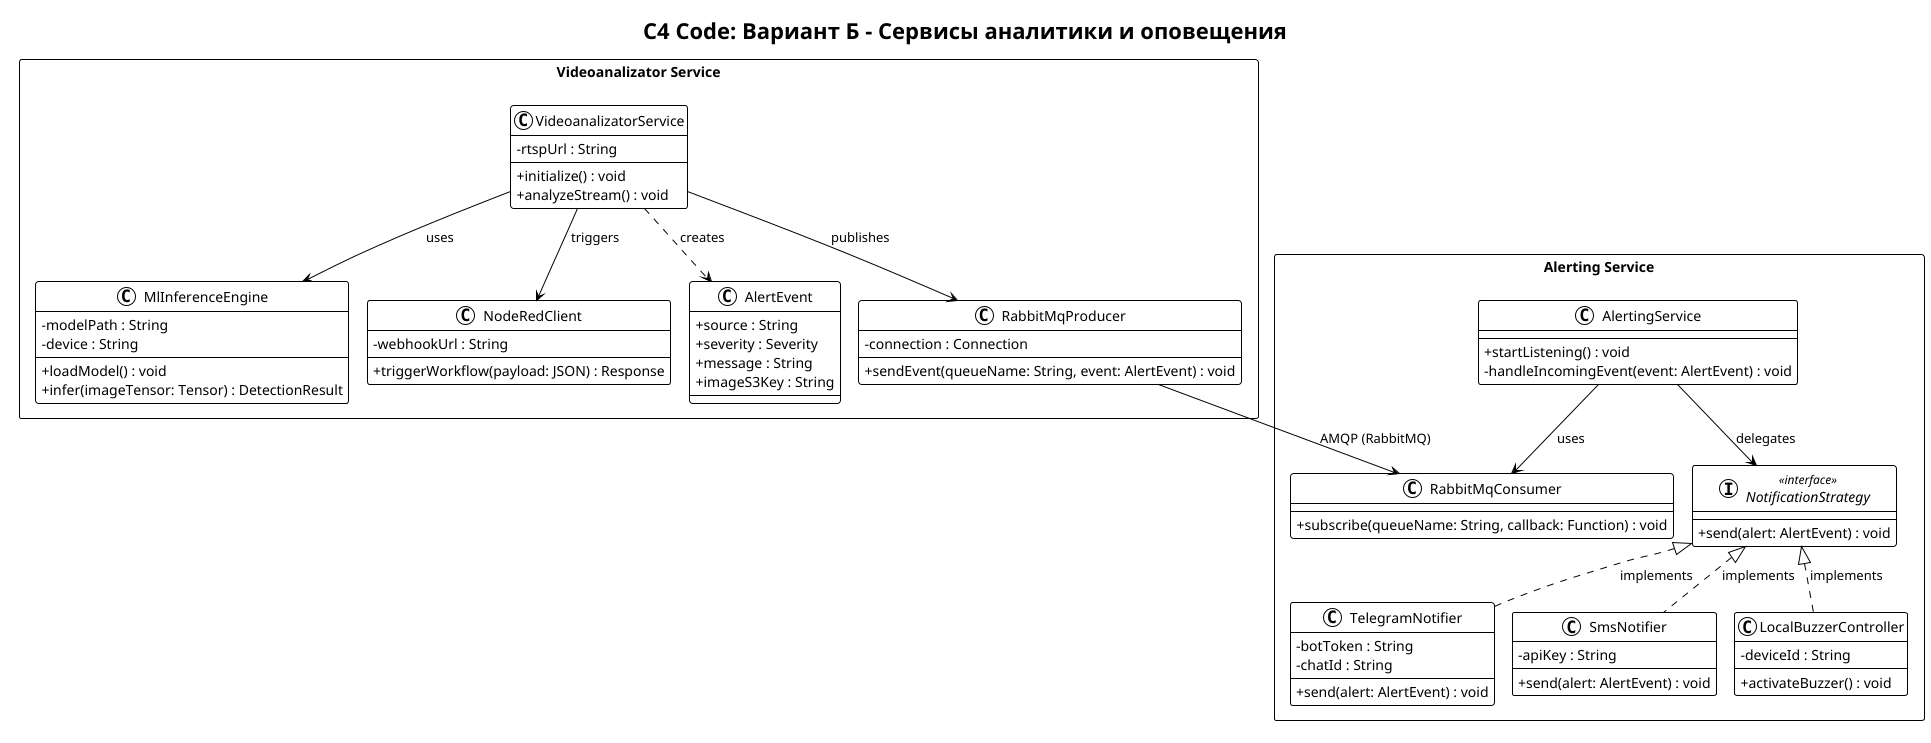 C4 Code: Вариант Б - Сервисы аналитики и оповещения
Videoanalizator Service
C VideoanalizatorService
-rtspUrl : String
+initialize() : void
+analyzeStream() : void
uses
triggers
creates
publishes
C MlInferenceEngine
-modelPath : String
-device : String
+loadModel() : void
+infer(imageTensor: Tensor) : DetectionResult
C NodeRedClient
-webhookUrl : String
+triggerWorkflow(payload: JSON) : Response
C AlertEvent
+source : String
+severity : Severity
+message : String
+imageS3Key : String
C RabbitMqProducer
-connection : Connection
+sendEvent(queueName: String, event: AlertEvent) : void
AMQP (RabbitMQ)
Alerting Service
C AlertingService
+startListening() : void
-handleIncomingEvent(event: AlertEvent) : void
uses
delegates
C RabbitMqConsumer
+subscribe(queueName: String, callback: Function) : void
I «interface»
NotificationStrategy
+send(alert: AlertEvent) : void
implements
implements
implements
C TelegramNotifier
-botToken : String
-chatId : String
+send(alert: AlertEvent) : void
C SmsNotifier
-apiKey : String
+send(alert: AlertEvent) : void
C LocalBuzzerController
-deviceId : String
+activateBuzzer() : void